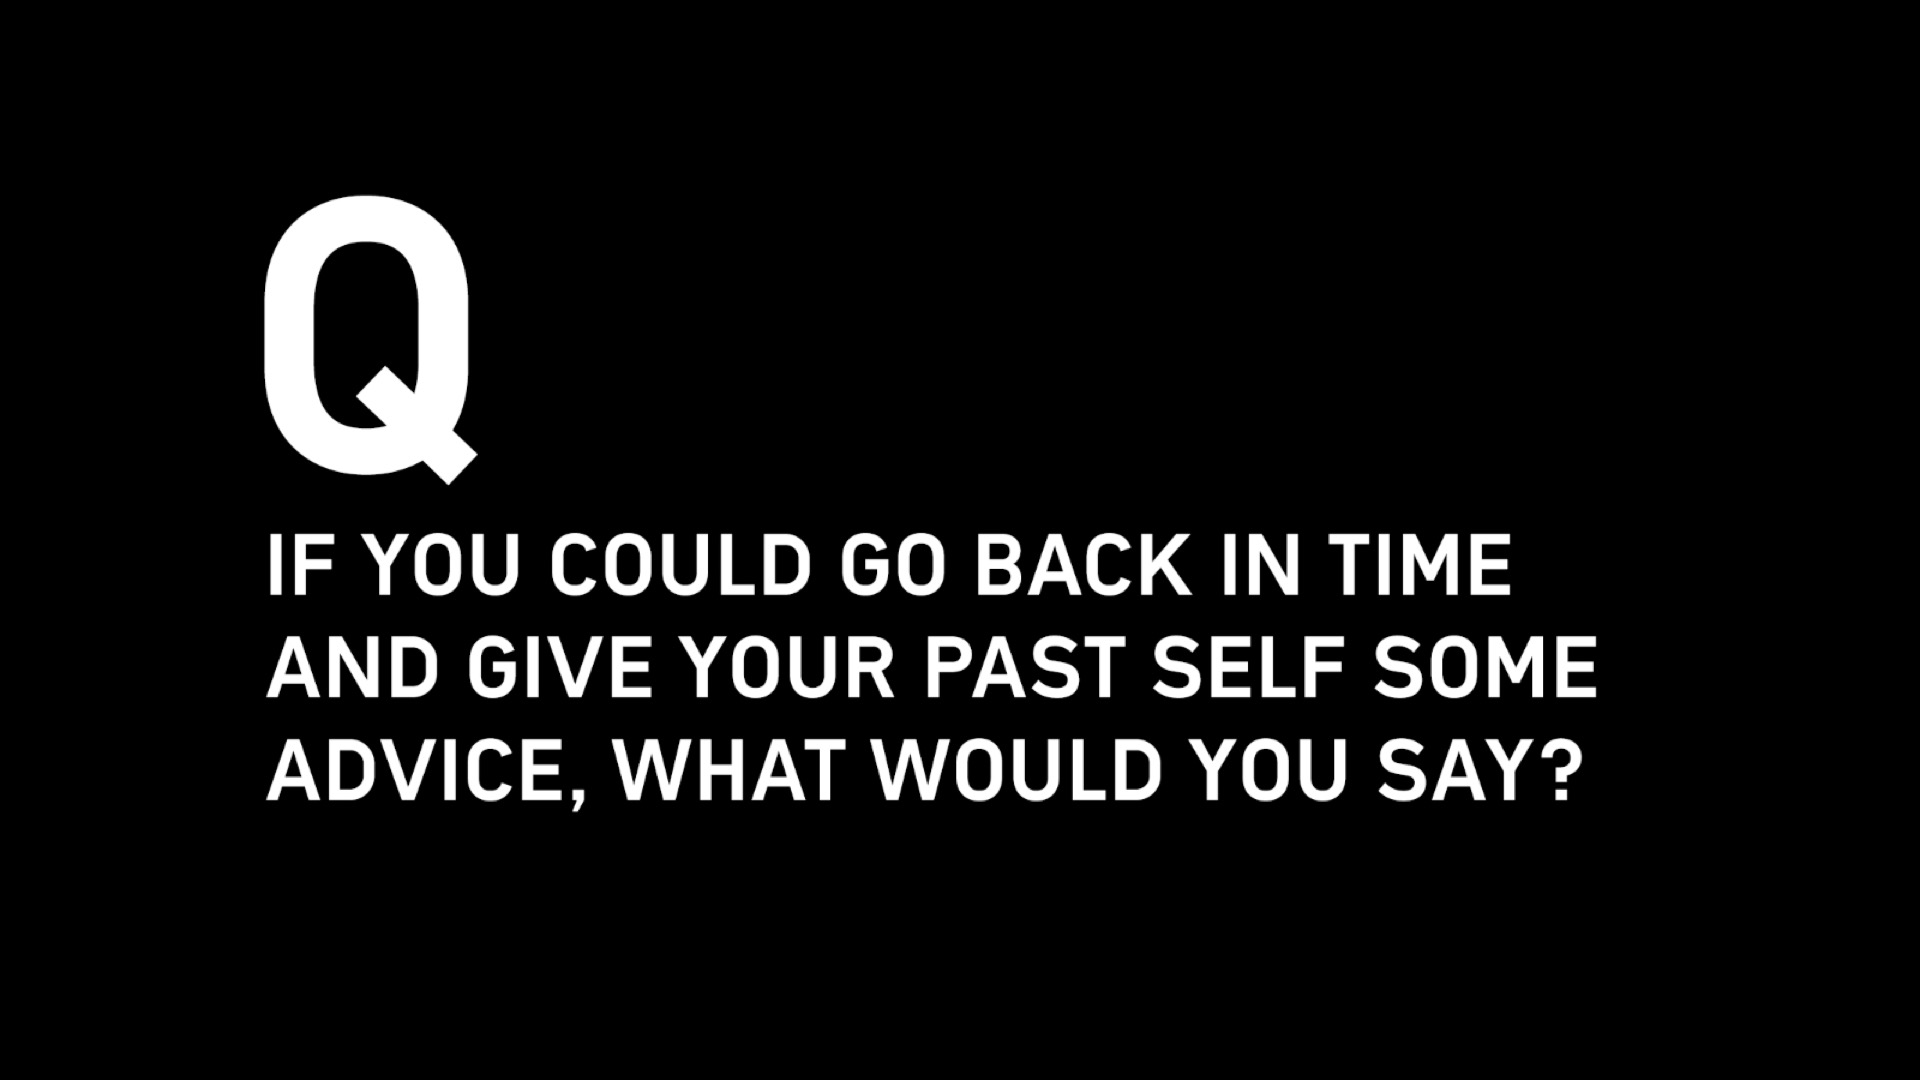 Q
IF YOU COULD GO BACK IN TIME
AND GIVE YOUR PAST SELF SOME
ADVICE, WHAT WOULD YOU SAY?